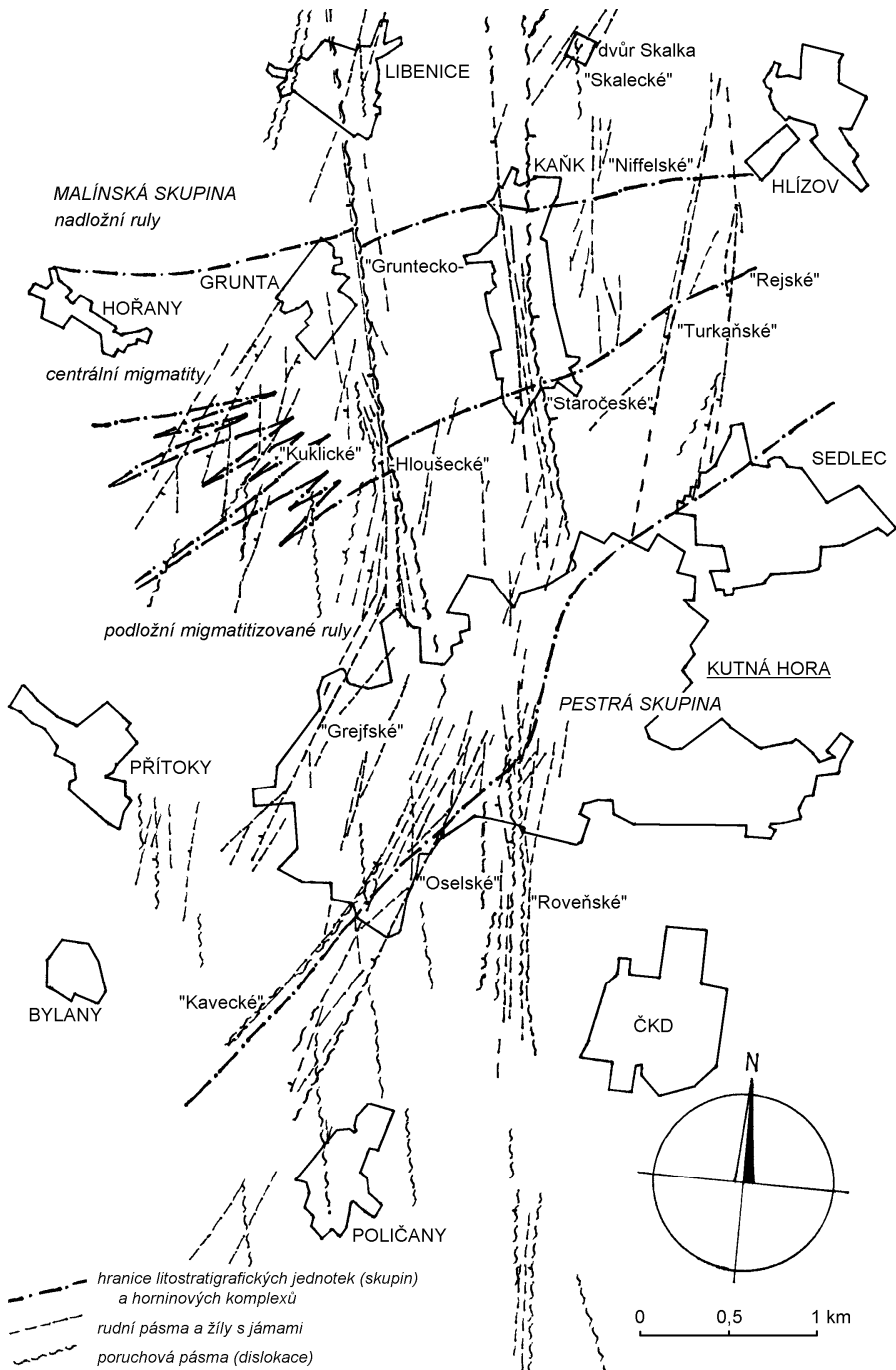 dvůr Skalka
LIBENICE
"Skalecké"
KAŇK
"Niffelské"
HLÍZOV
MALÍNSKÁ SKUPINA
nadložní ruly
"Gruntecko-
GRUNTA
"Rejské"
HOŘANY
"Turkaňské"
centrální migmatity
"Staročeské"
"Kuklické"
Hloušecké"
SEDLEC
podložní migmatitizované ruly
KUTNÁ HORA
PESTRÁ SKUPINA
"Grejfské"
PŘÍTOKY
"Oselské"
"Roveňské"
"Kavecké"
BYLANY
ČKD
N
POLIČANY
hranice litostratigrafických jednotek (skupin)
a horninových komplexů
rudní pásma a žíly s jámami
poruchová pásma (dislokace)
0 0,5 1 km